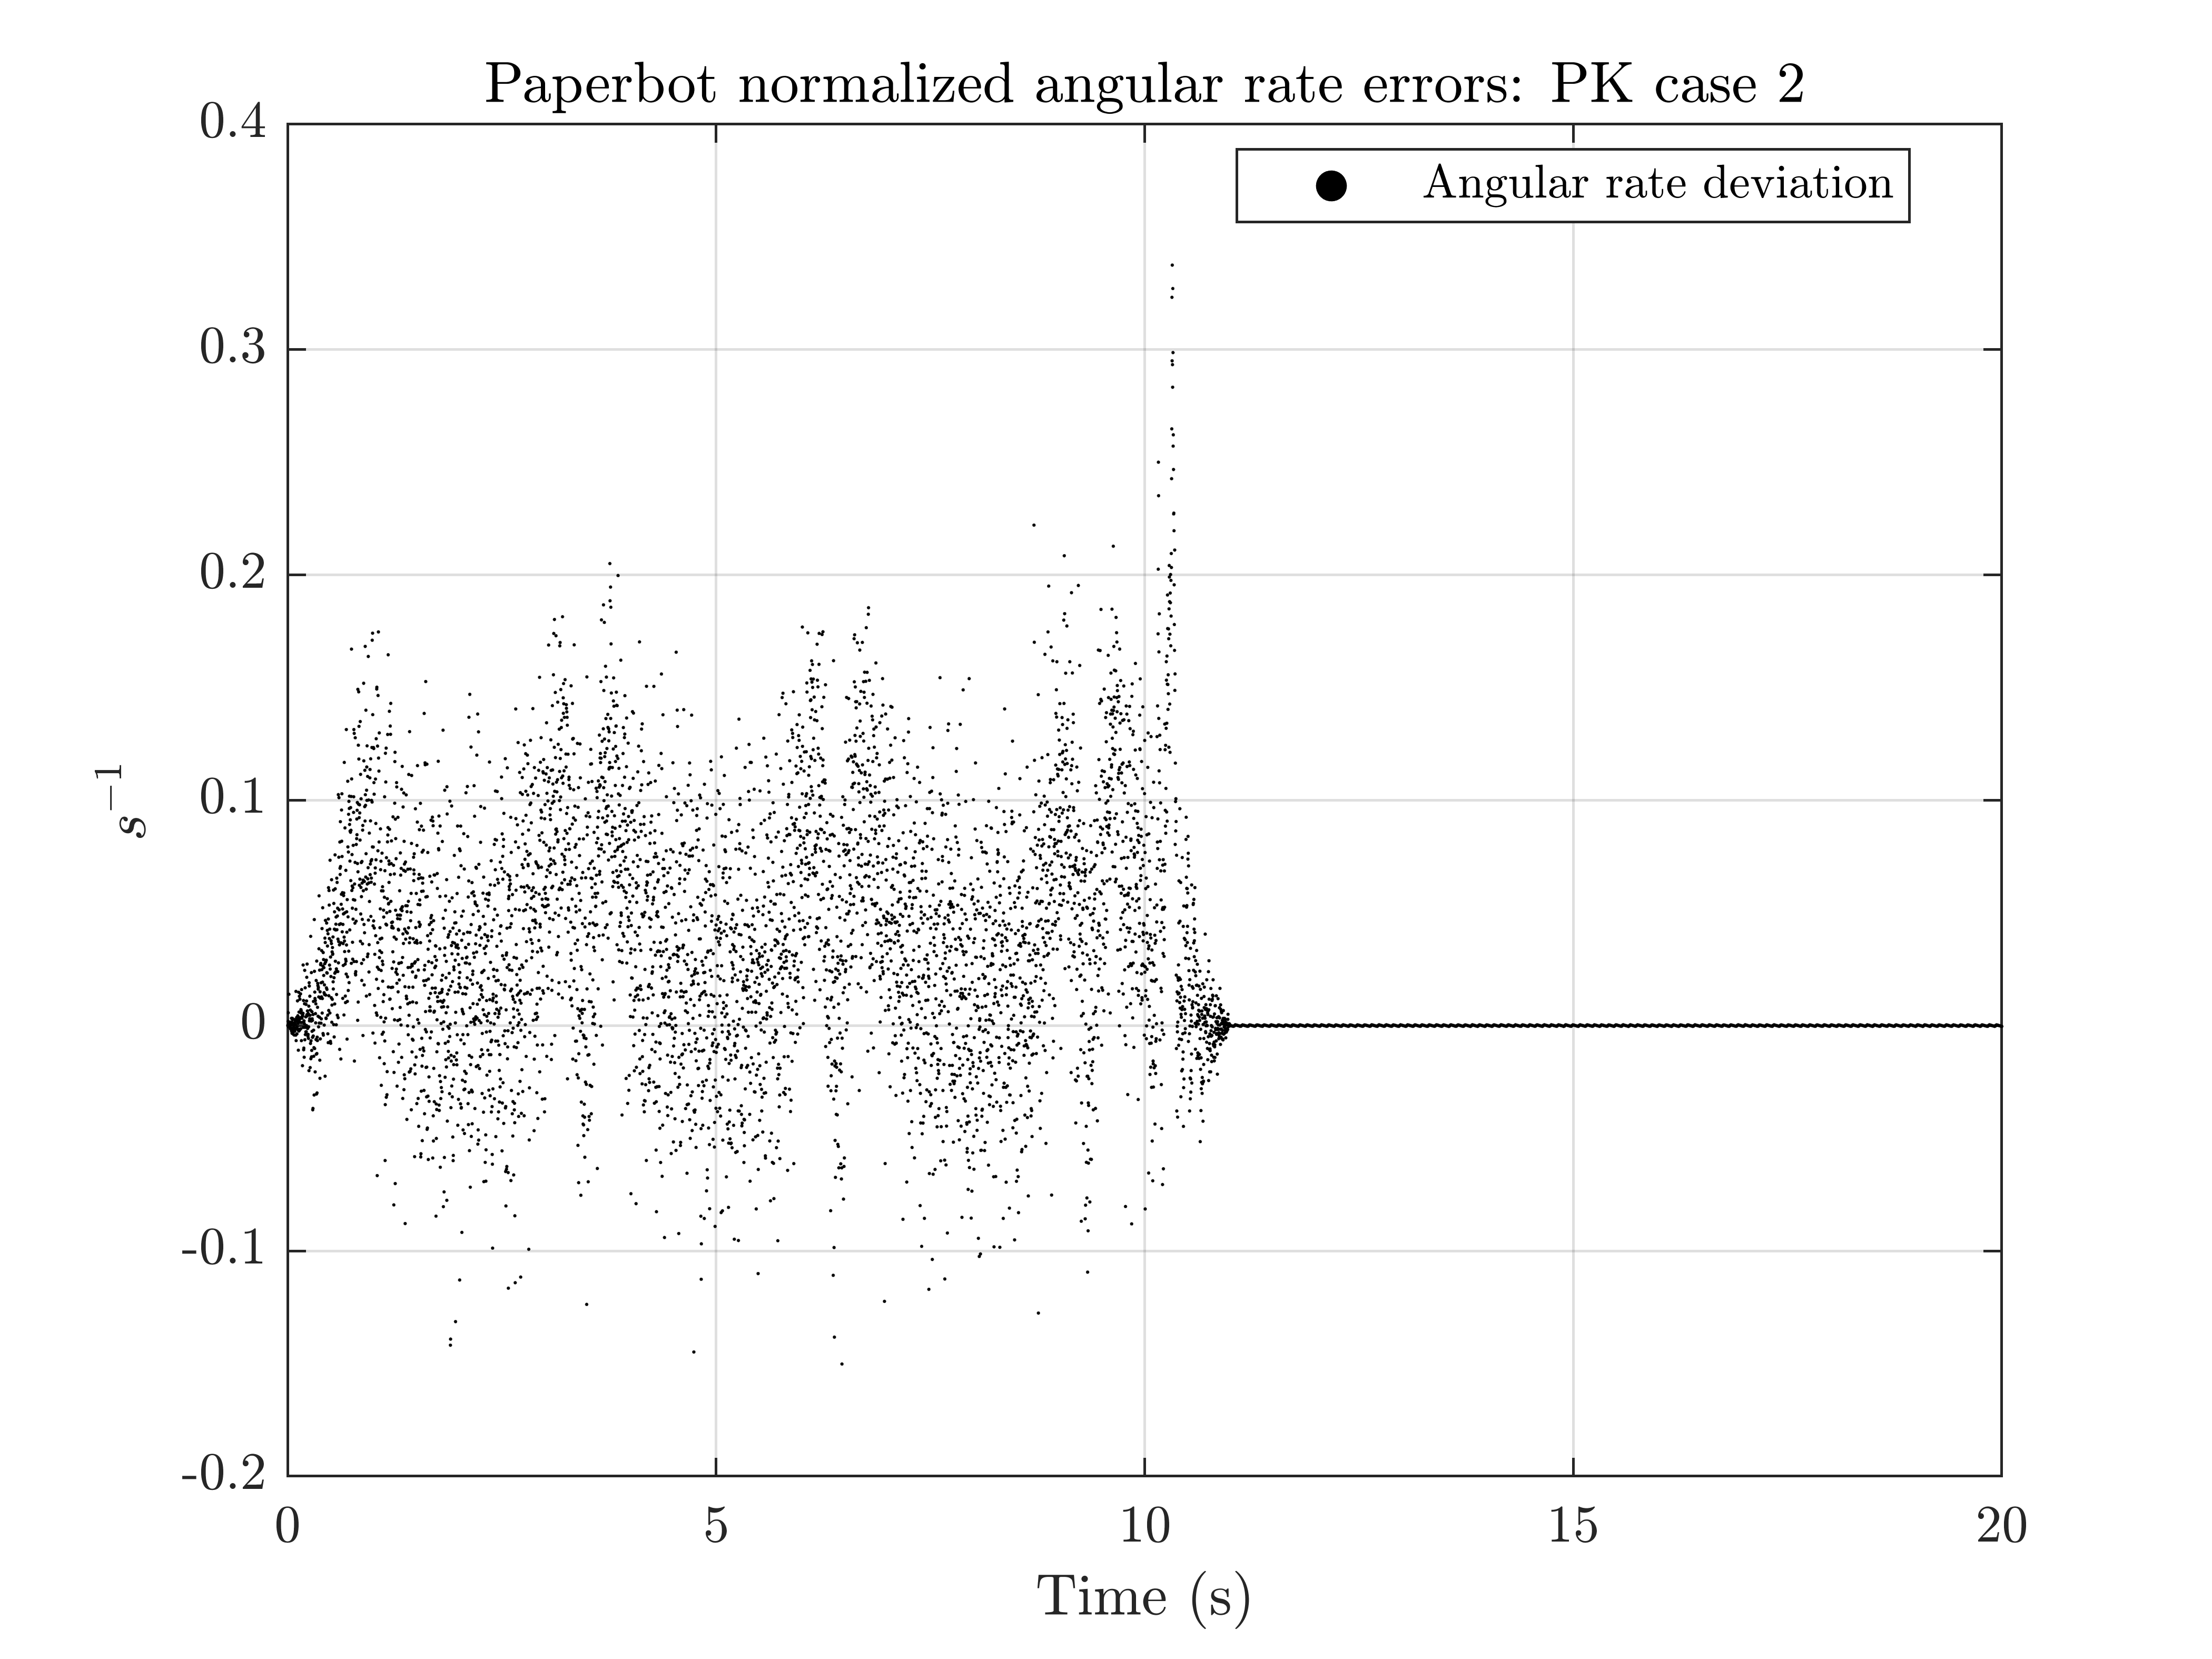 Paperbot normalized angular rate errors: PK case 2
0.4
Angular rate deviation
0.3
0.2
0.1
0
-0.1
-0.2
s⁻¹
0 5 10 15 20
Time (s)